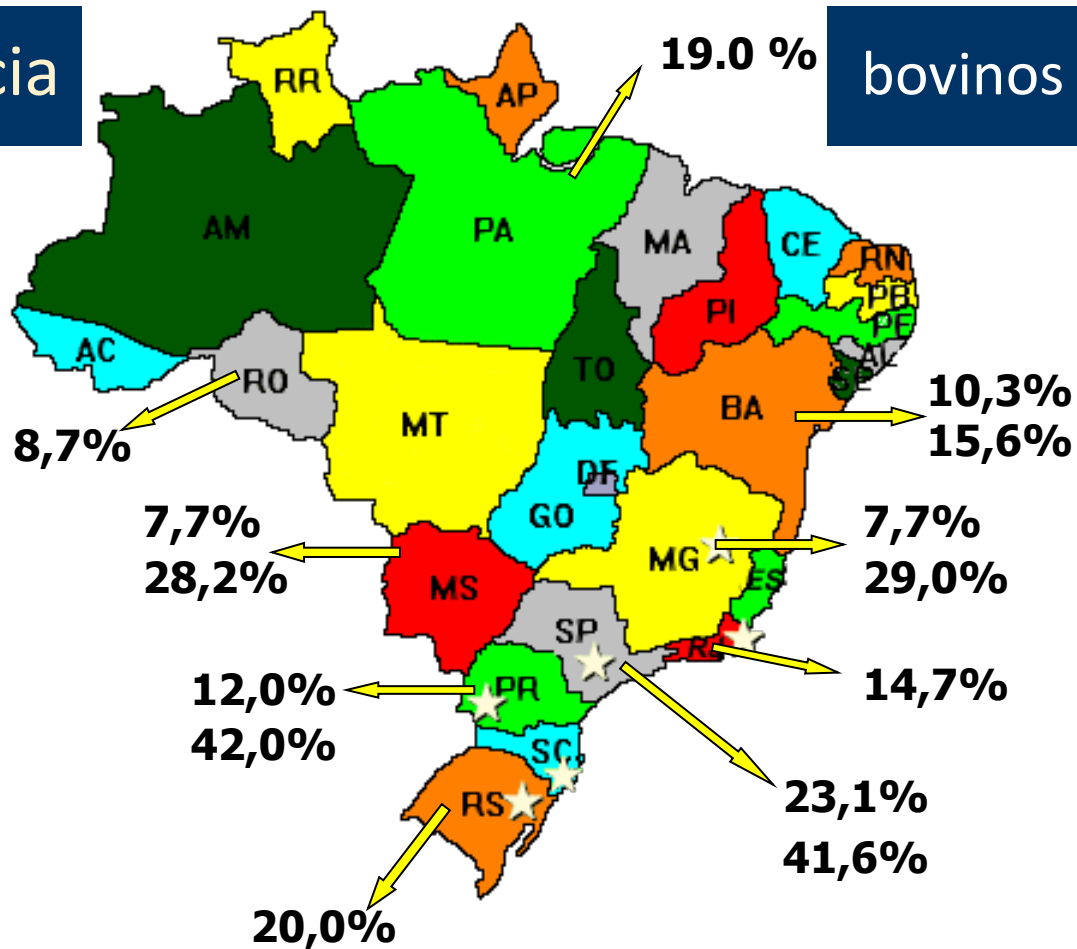 cia
bovinos
19.0 %
RR
AP
AM
PA
MA
CE
RN
PB
PE
AL
SE
PI
AC
RO
TO
BA
MT
8,7%
10,3%
15,6%
DF
GO
7,7%
28,2%
MS
MG
7,7%
29,0%
ES
SP
RJ
14,7%
12,0%
42,0%
PR
SC
23,1%
41,6%
RS
20,0%